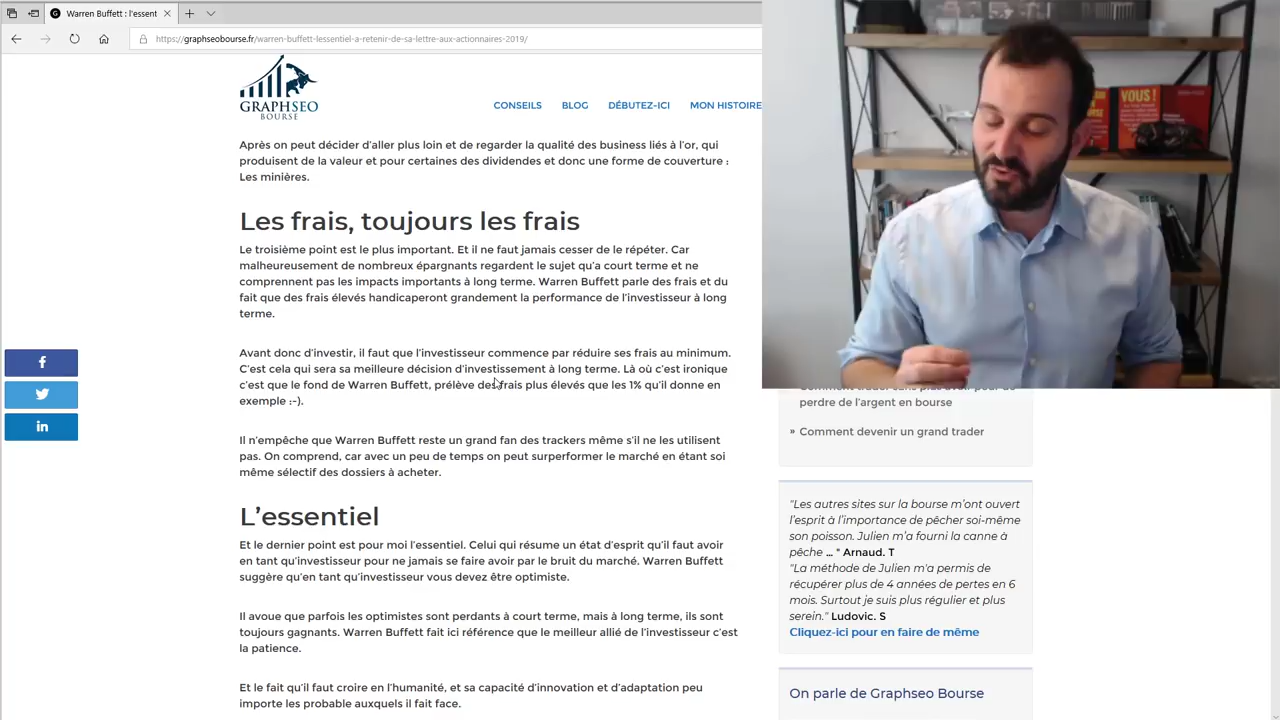 Warren Buffett : l'essent
https://graphseobourse.fr/warren-buffett-lessentiel-a-retenir-de-sa-lettre-aux-actionnaires-2019/
GRAPHSEO
BOURSE
CONSEILS BLOG DÉBUTEZ-ICI MON HISTOIRE
VOUS !
Après on peut décider d'aller plus loin et de regarder la qualité des business liés à l'or, qui
produisent de la valeur et pour certaines des dividendes et donc une forme de couverture :
Les minières.
Les frais, toujours les frais
Le troisième point est le plus important. Et il ne faut jamais cesser de le répéter. Car
malheureusement de nombreux épargnants regardent le sujet qu'a court terme et ne
comprennent pas les impacts importants à long terme. Warren Buffett parle des frais et du
fait que des frais élevés handicaperont grandement la performance de l'investisseur à long
terme.
Avant donc d'investir, il faut que l'investisseur commence par réduire ses frais au minimum.
C'est cela qui sera sa meilleure décision d'investissement à long terme. Là où c'est ironique
c'est que le fond de Warren Buffett, prélève des frais plus élevés que les 1% qu'il donne en
exemple :-).
Il n'empêche que Warren Buffett reste un grand fan des trackers même s'il ne les utilisent
pas. On comprend, car avec un peu de temps on peut surperformer le marché en étant soi
même sélectif des dossiers à acheter.
L'essentiel
Et le dernier point est pour moi l'essentiel. Celui qui résume un état d'esprit qu'il faut avoir
en tant qu'investisseur pour ne jamais se faire avoir par le bruit du marché. Warren Buffett
suggère qu'en tant qu'investisseur vous devez être optimiste.
Il avoue que parfois les optimistes sont perdants à court terme, mais à long terme, ils sont
toujours gagnants. Warren Buffett fait ici référence que le meilleur allié de l'investisseur c'est
la patience.
Et le fait qu'il faut croire en l'humanité, et sa capacité d'innovation et d'adaptation peu
importe les probable auxquels il fait face.
perdre de l'argent en bourse
» Comment devenir un grand trader
"Les autres sites sur la bourse m'ont ouvert
l'esprit à l'importance de pêcher soi-même
son poisson. Julien m'a fourni la canne à
pêche ... " Arnaud. T
"La méthode de Julien m'a permis de
récupérer plus de 4 années de pertes en 6
mois. Surtout je suis plus régulier et plus
serein." Ludovic. S
Cliquez-ici pour en faire de même
On parle de Graphseo Bourse